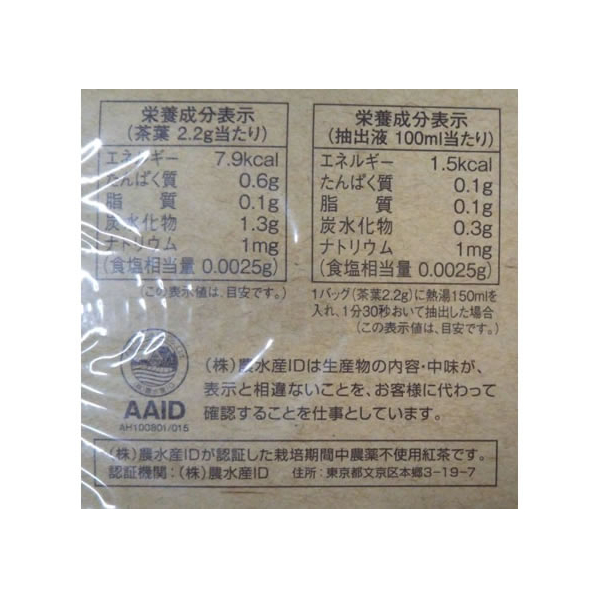 栄養成分表示
(茶葉 2.2g当たり)
エネルギー 7.9kcal
たんぱく質 0.6g
脂 質 0.1g
炭水化物 1.3g
ナトリウム 1mg
(食塩相当量 0.0025g)
(この表示値は、目安です。)
栄養成分表示
(抽出液 100ml当たり)
エネルギー 1.5kcal
たんぱく質 0.1g
脂 質 0.1g
炭水化物 0.3g
ナトリウム 1mg
(食塩相当量 0.0025g)
1バッグ(茶葉2.2g)に熱湯150mlを
入れ、1分30秒おいて抽出した場合
(この表示値は、目安です。)
AAID
AH100801/015
(株)農水産IDは生産物の内容・中味が、
表示と相違ないことを、お客様に代わって
確認することを仕事としています。
(株)農水産IDが認証した栽培期間中農薬不使用紅茶です。
認証機関:(株)農水産ID 住所:東京都文京区本郷3-19-7